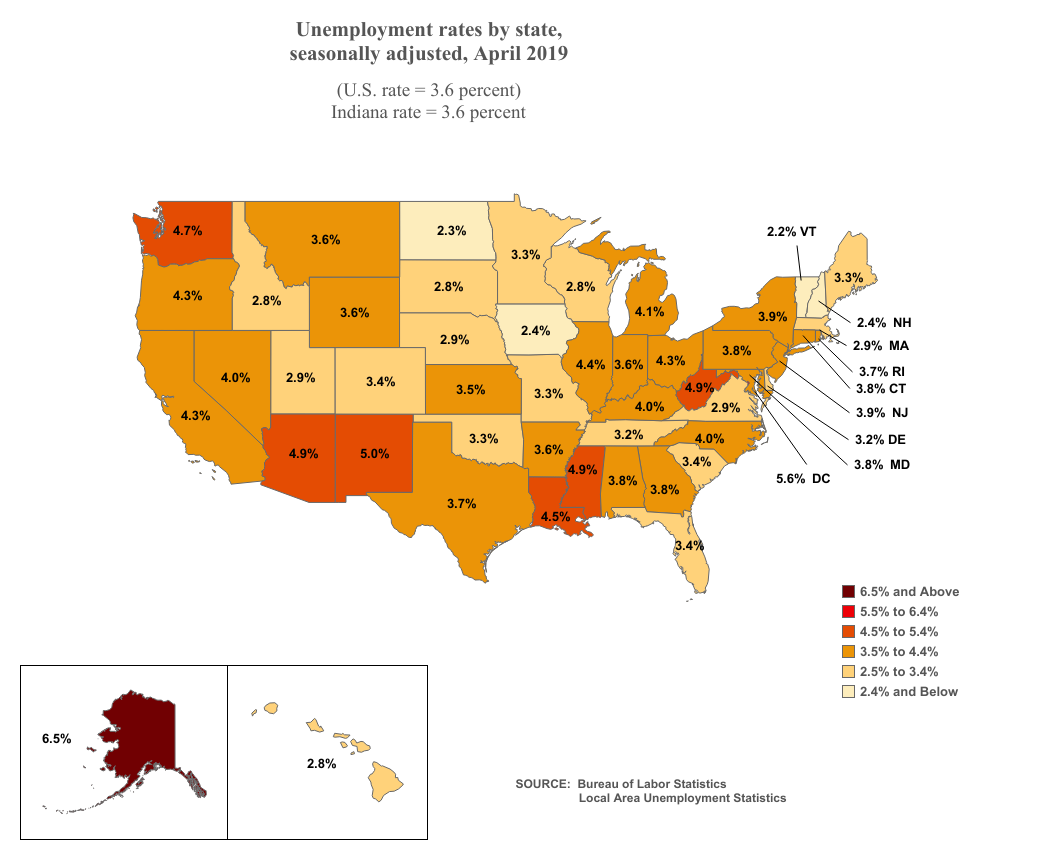 Unemployment rates by state,
seasonally adjusted, April 2019
(U.S. rate = 3.6 percent)
Indiana rate = 3.6 percent
4.7%
3.6%
2.3%
3.3%
2.2% VT
3.3%
4.3%
2.8%
3.6%
2.8%
2.8%
4.1%
3.9%
2.4% NH
2.9% MA
3.7% RI
3.8% CT
3.9% NJ
3.2% DE
3.8% MD
5.6% DC
4.3%
4.0%
2.9%
3.4%
2.9%
2.4%
4.4%
3.6%
4.3%
3.8%
3.5%
3.3%
4.0%
4.9%
2.9%
4.9%
5.0%
3.3%
3.6%
3.2%
4.0%
3.4%
3.7%
4.5%
4.9%
3.8%
3.8%
3.4%
6.5% and Above
5.5% to 6.4%
4.5% to 5.4%
3.5% to 4.4%
2.5% to 3.4%
2.4% and Below
6.5%
2.8%
SOURCE: Bureau of Labor Statistics
Local Area Unemployment Statistics